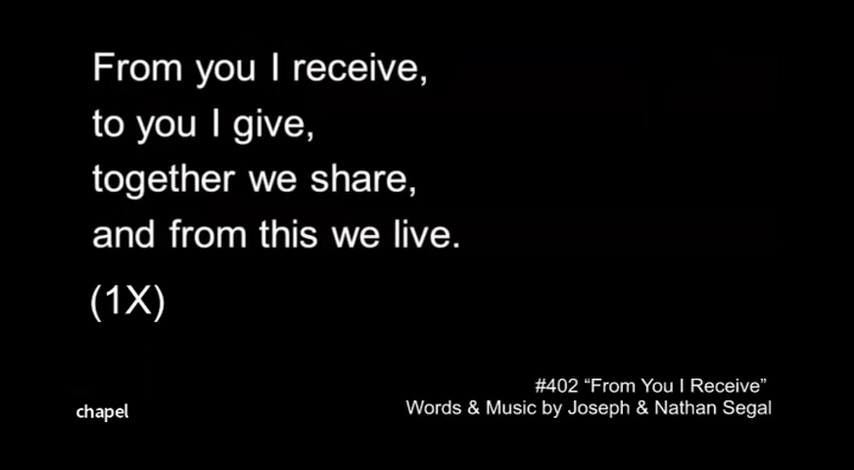 From you I receive,
to you I give,
together we share,
and from this we live.
(1X)
#402 “From You I Receive”
Words & Music by Joseph & Nathan Segal
chapel